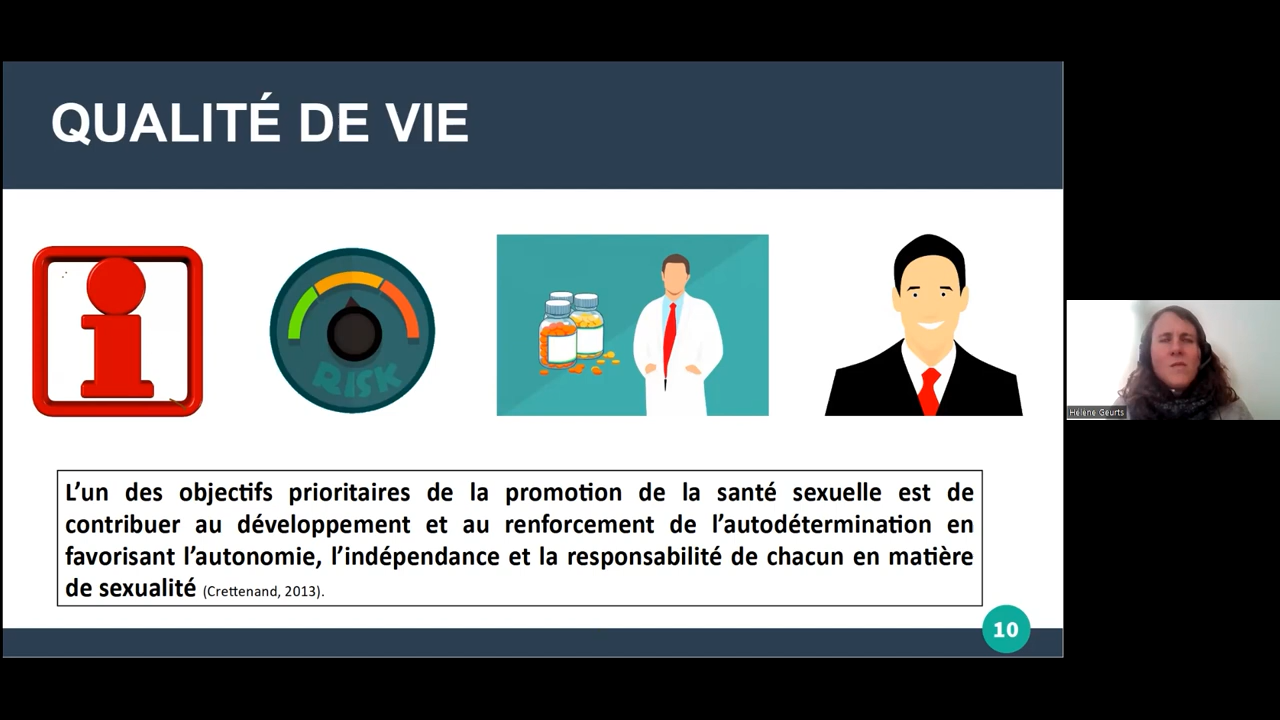 QUALITÉ DE VIE
RISK
L’un des objectifs prioritaires de la promotion de la santé sexuelle est de
contribuer au développement et au renforcement de l’autodétermination en
favorisant l’autonomie, l’indépendance et la responsabilité de chacun en matière
de sexualité (Crettenand, 2013).
10
Hélène Geurts